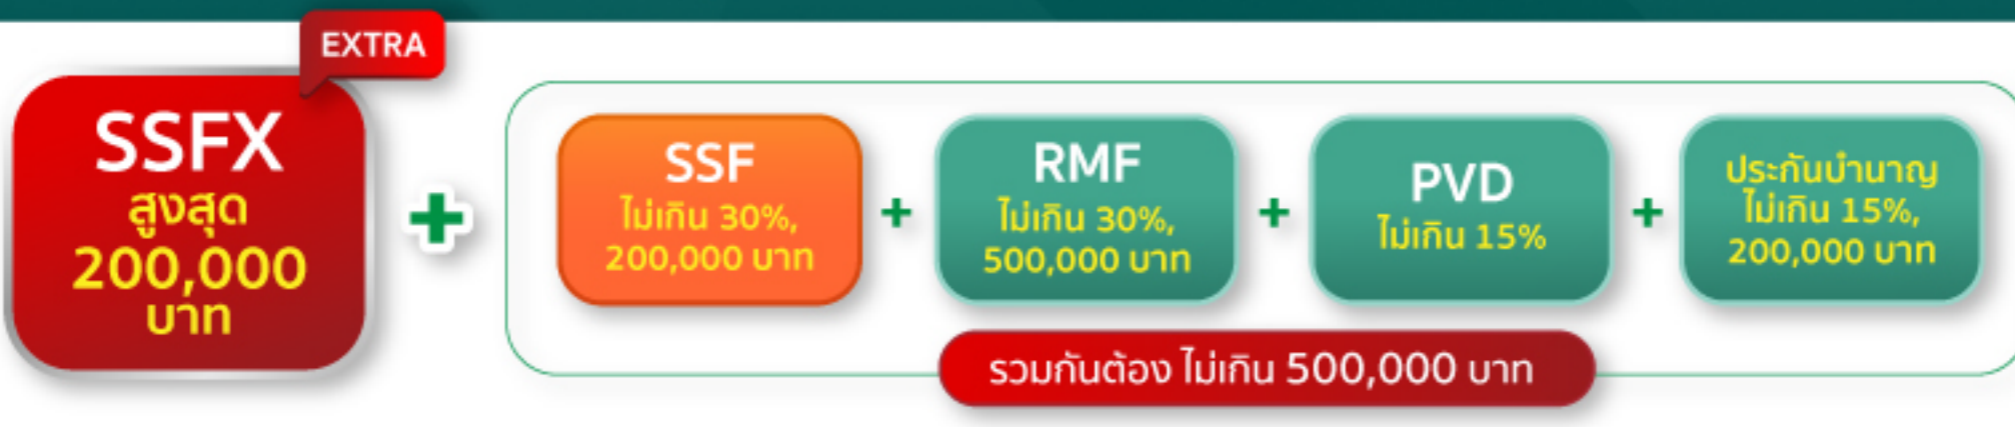 EXTRA
SSFX
สูงสุด
200,000
บาท
+
SSF
ไม่เกิน 30%,
200,000 บาท
+
RMF
ไม่เกิน 30%,
500,000 บาท
+
PVD
ไม่เกิน 15%
+
ประกันบำนาญ
ไม่เกิน 15%,
200,000 บาท
รวมกันต้อง ไม่เกิน 500,000 บาท